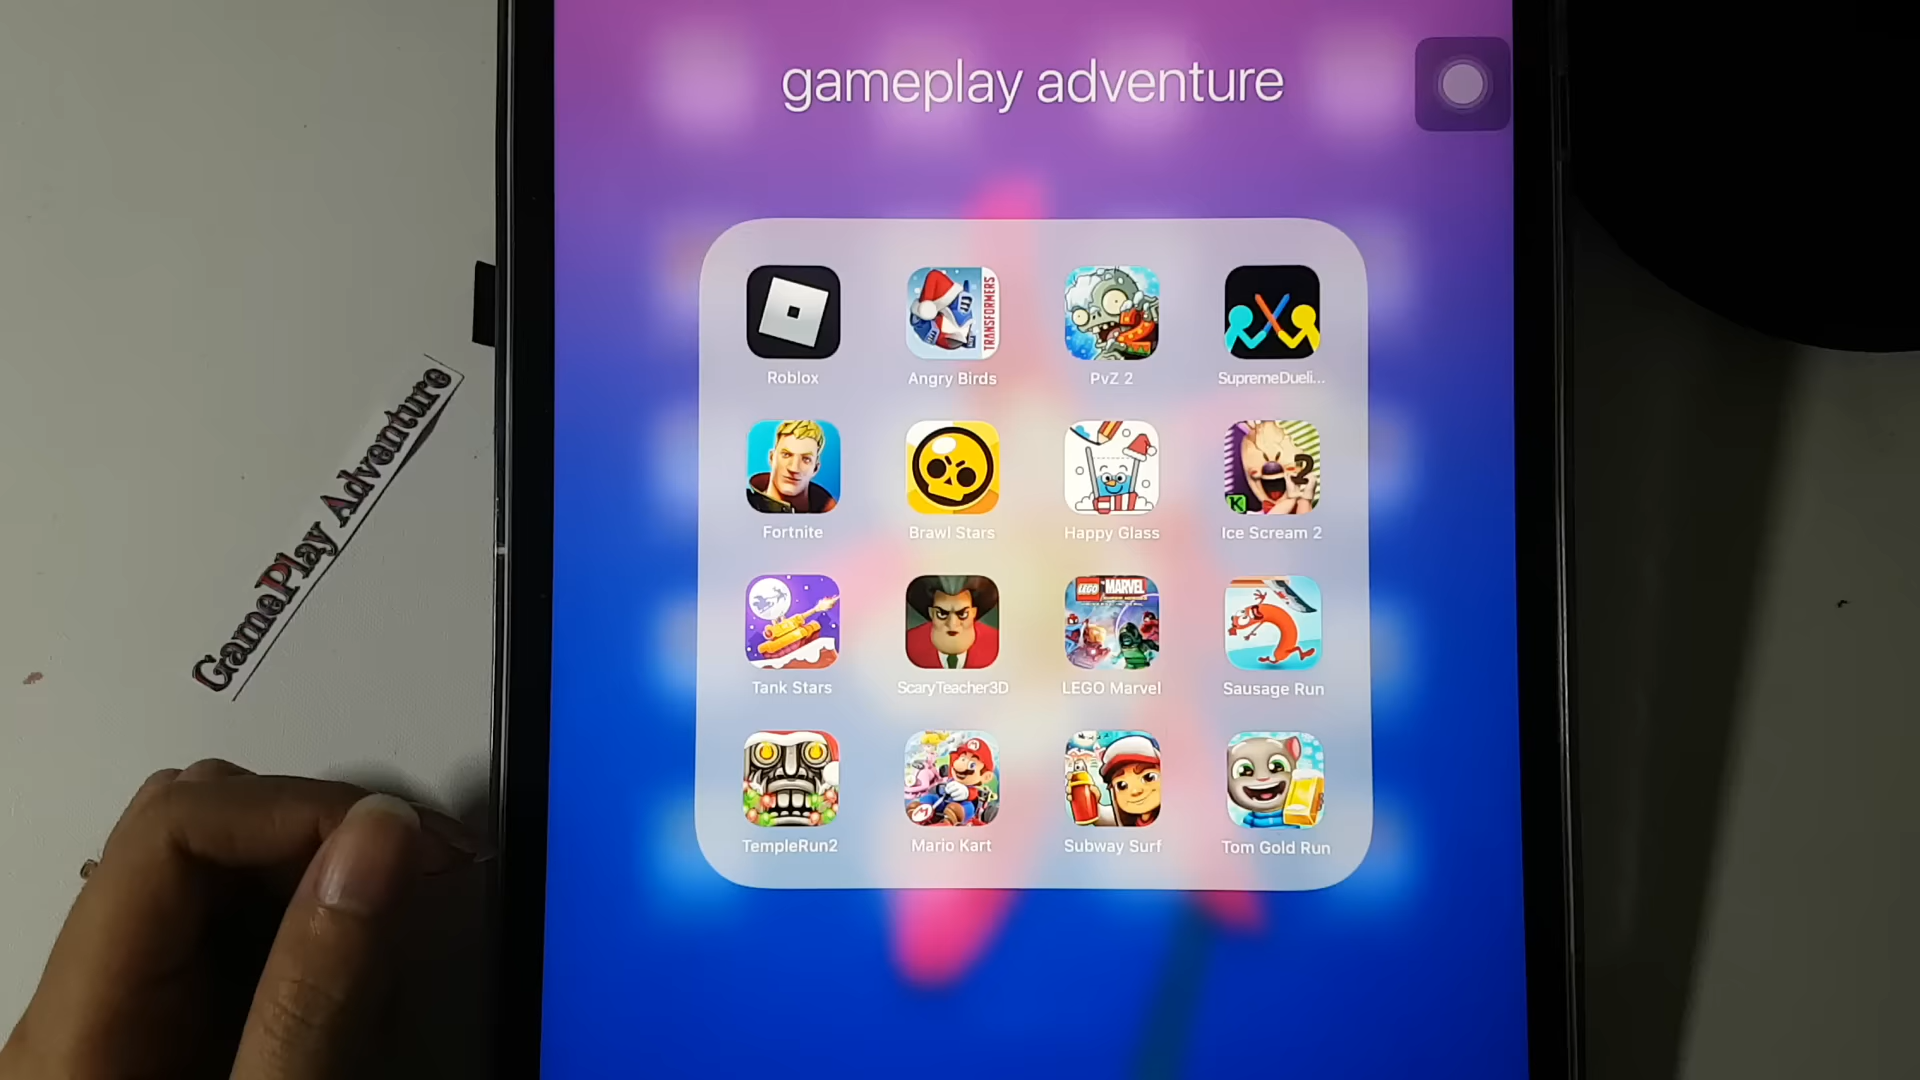 gameplay adventure
GamePlay Adventure
TRANSFORMERS
Roblox
Angry Birds
PvZ 2
SupremeDueli...
2
K
Fortnite
Brawl Stars
Happy Glass
Ice Scream 2
LEGO MARVEL
Tank Stars
ScaryTeacher3D
LEGO Marvel
Sausage Run
M
TempleRun2
Mario Kart
Subway Surf
Tom Gold Run